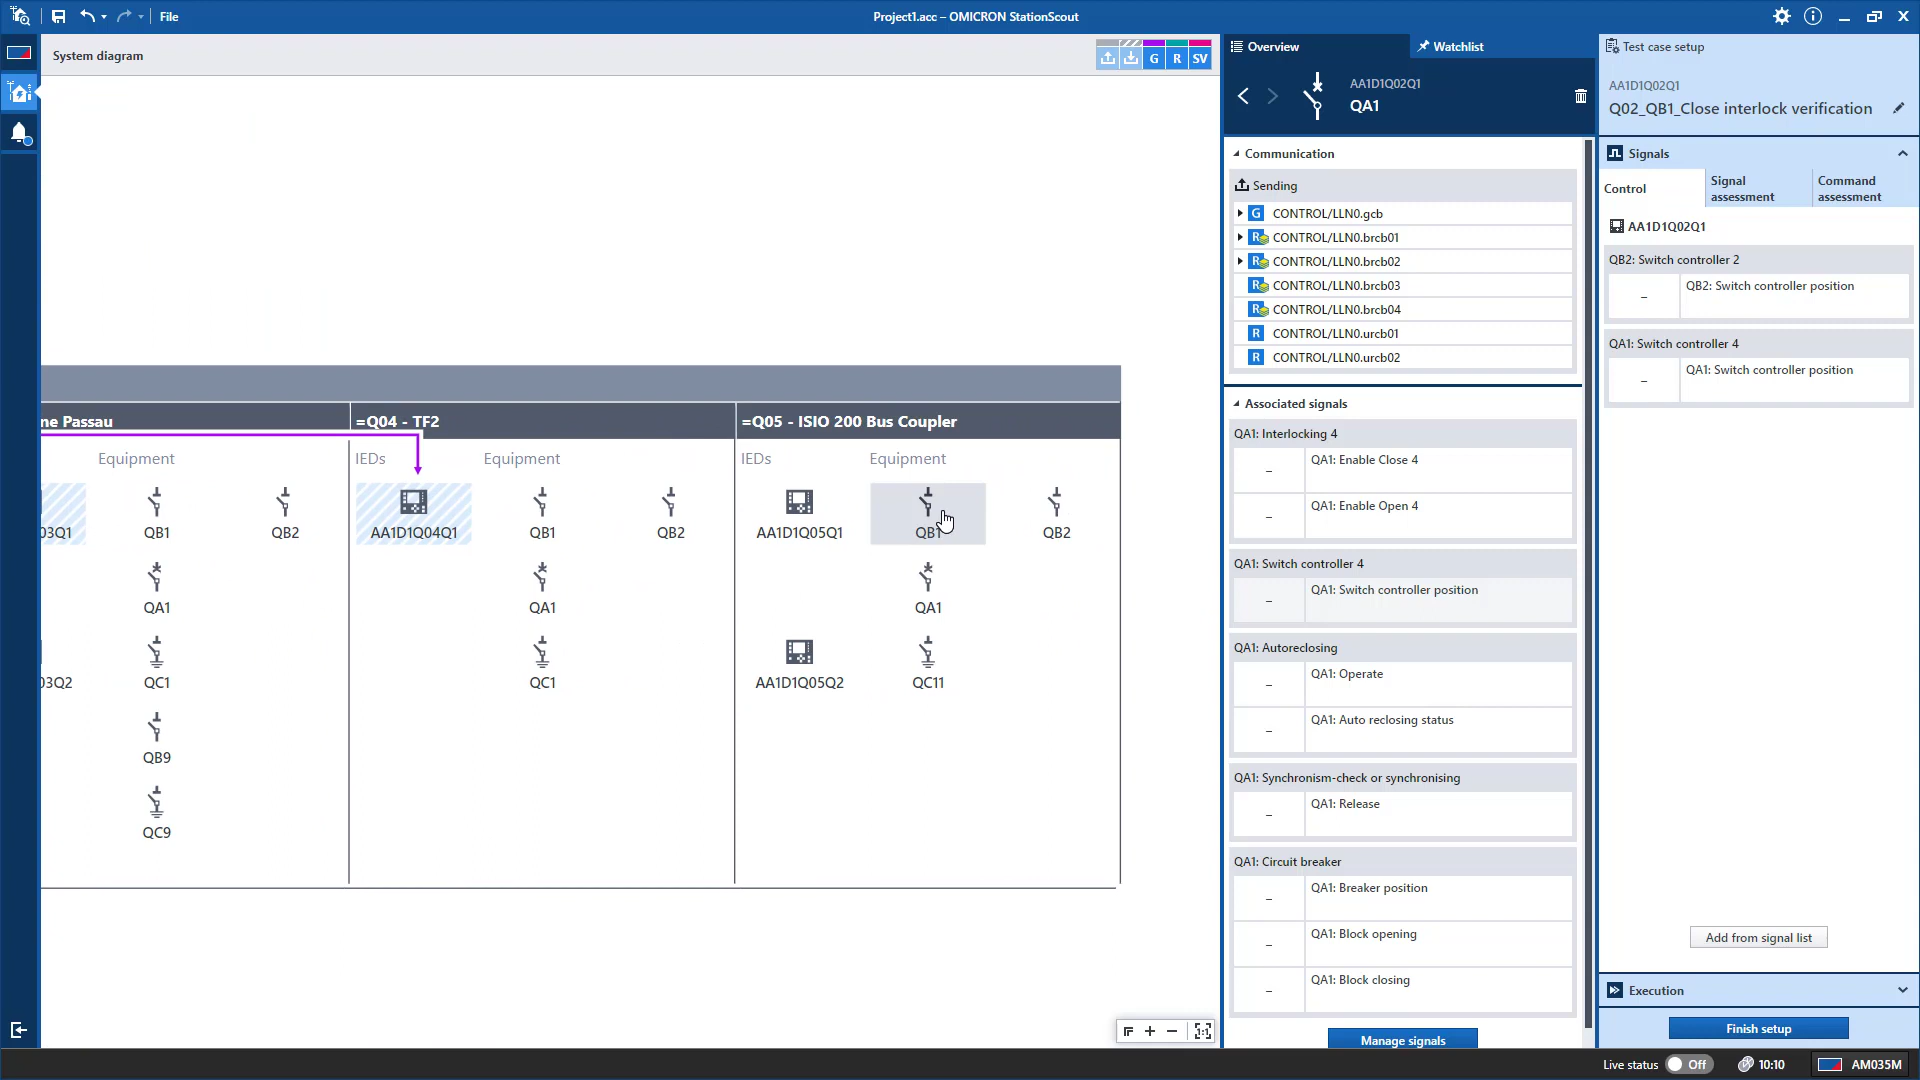 File
Project1.acc – OMICRON StationScout
System diagram
G
R
SV
Overview
Watchlist
AA1D1Q02Q1
QA1
Communication
Sending
G CONTROL/LLN0.gcb
R CONTROL/LLN0.brcb01
R CONTROL/LLN0.brcb02
R CONTROL/LLN0.brcb03
R CONTROL/LLN0.brcb04
R CONTROL/LLN0.urcb01
R CONTROL/LLN0.urcb02
Associated signals
QA1: Interlocking 4
– QA1: Enable Close 4
– QA1: Enable Open 4
QA1: Switch controller 4
– QA1: Switch controller position
QA1: Autoreclosing
– QA1: Operate
– QA1: Auto reclosing status
QA1: Synchronism-check or synchronising
– QA1: Release
QA1: Circuit breaker
– QA1: Breaker position
– QA1: Block opening
– QA1: Block closing
Manage signals
Test case setup
AA1D1Q02Q1
Q02_QB1_Close interlock verification
Signals
Control
Signal assessment
Command assessment
AA1D1Q02Q1
QB2: Switch controller 2
– QB2: Switch controller position
QA1: Switch controller 4
– QA1: Switch controller position
Add from signal list
Execution
Finish setup
ne Passau
=Q04 - TF2
=Q05 - ISIO 200 Bus Coupler
Equipment
IEDs
Equipment
IEDs
Equipment
03Q1
QB1
QB2
AA1D1Q04Q1
QB1
QB2
AA1D1Q05Q1
QB1
QB2
QA1
QA1
QA1
03Q2
QC1
QC1
AA1D1Q05Q2
QC11
QB9
QC9
1:1
Live status
Off
10:10
AM035M